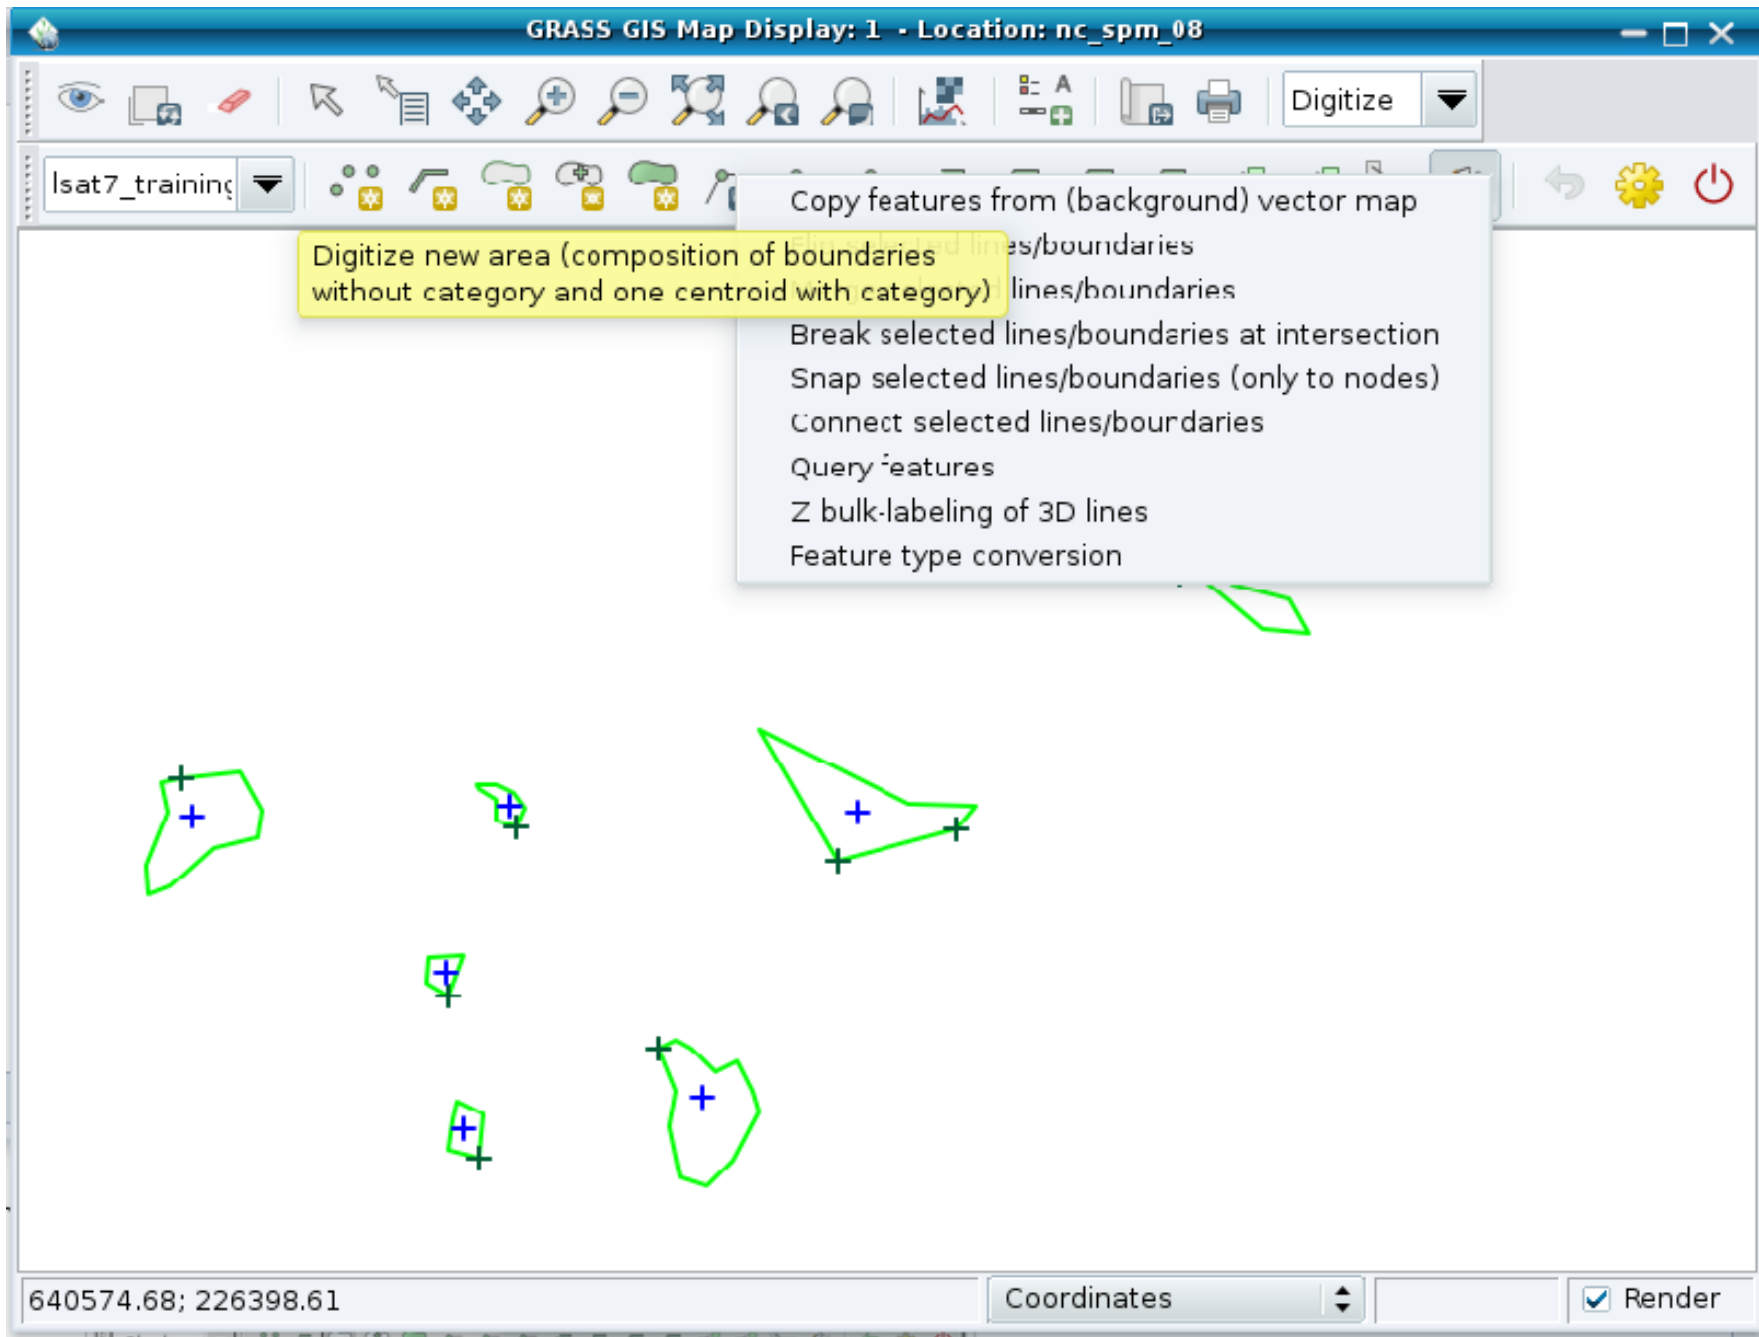 GRASS GIS Map Display: 1 - Location: nc_spm_08
Digitize
lsat7_training
Copy features from (background) vector map
Digitize new area (composition of boundaries
without category and one centroid with category)
Flip selected lines/boundaries
lines/boundaries
Break selected lines/boundaries at intersection
Snap selected lines/boundaries (only to nodes)
Connect selected lines/boundaries
Query features
Z bulk-labeling of 3D lines
Feature type conversion
640574.68; 226398.61
Coordinates
Render